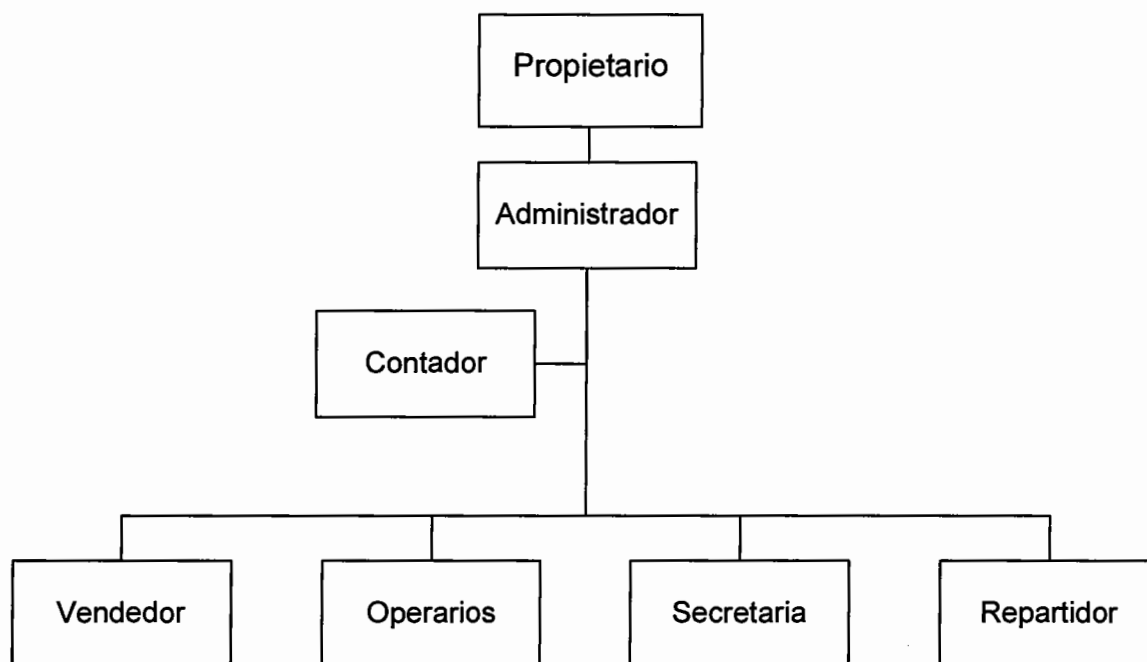 Propietario
Administrador
Contador
Vendedor
Operarios
Secretaria
Repartidor